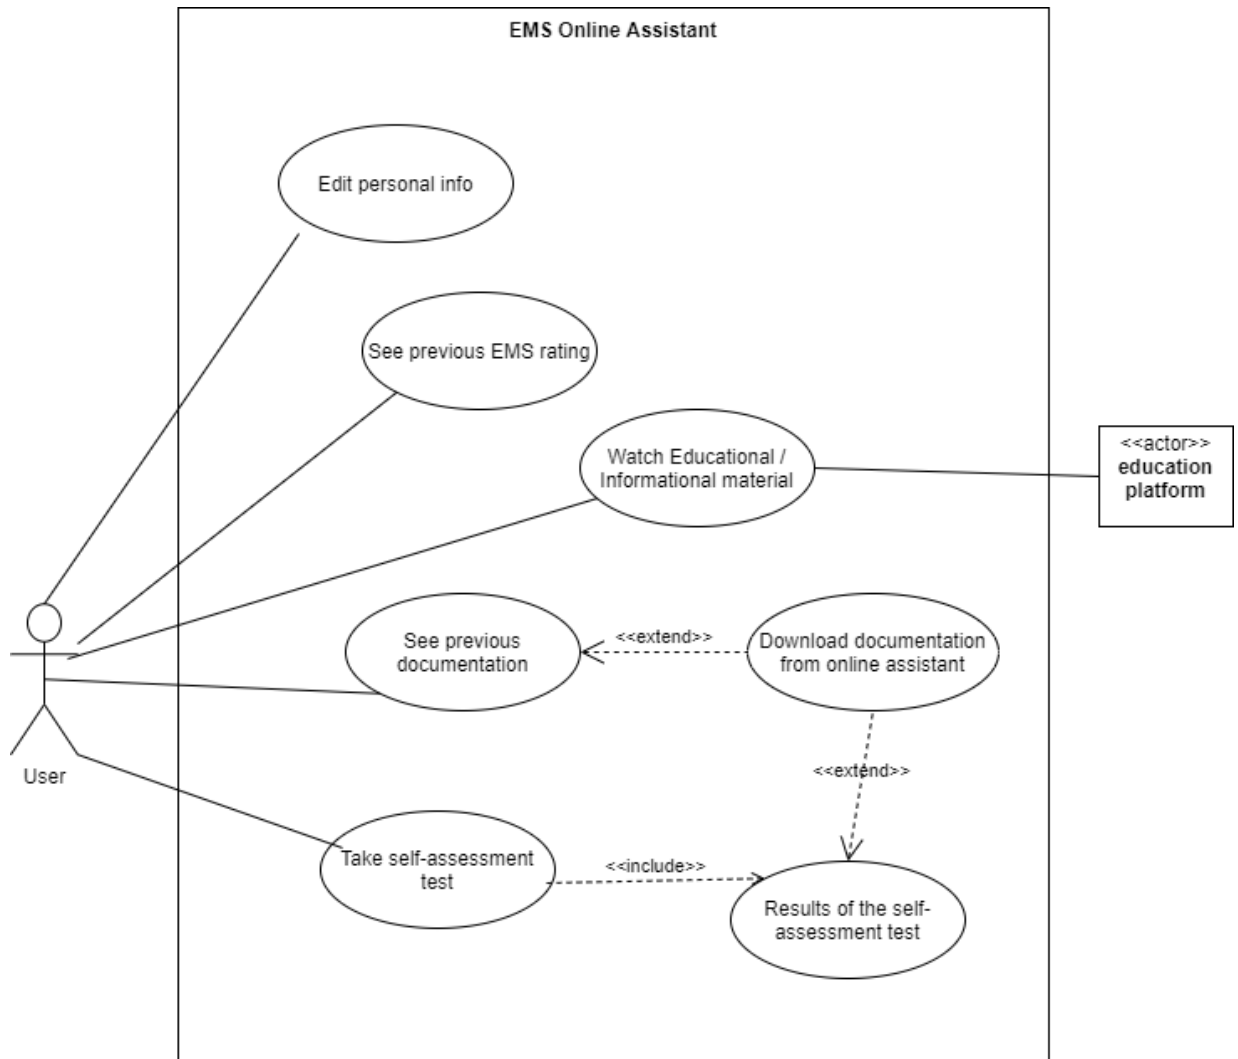 EMS Online Assistant
Edit personal info
See previous EMS rating
Watch Educational /
Informational material
<<actor>>
education
platform
See previous
documentation
<<extend>>
Download documentation
from online assistant
User
<<extend>>
Take self-assessment
test
<<include>>
Results of the self-
assessment test